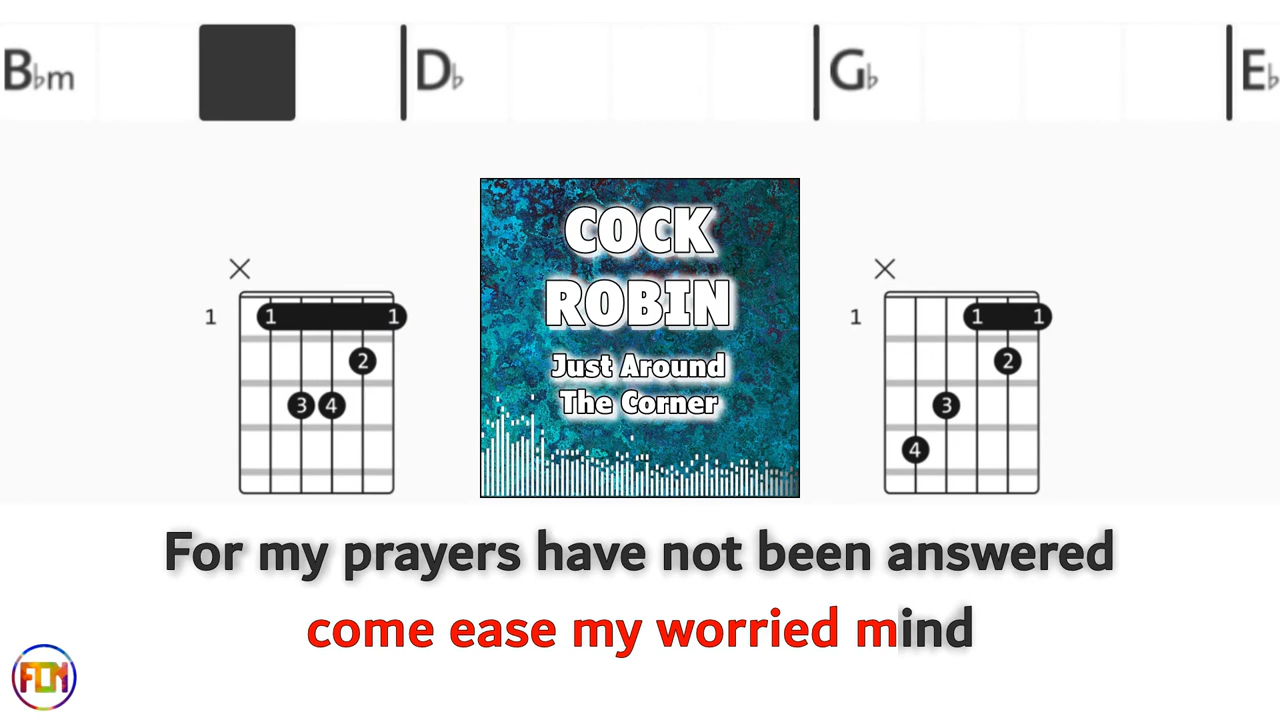 B♭m D♭ G♭ E♭
COCK
ROBIN
Just Around
The Corner
×
1 1 1
2
3 4
×
1 1 1
2
3
4
For my prayers have not been answered
come ease my worried mind
FCM